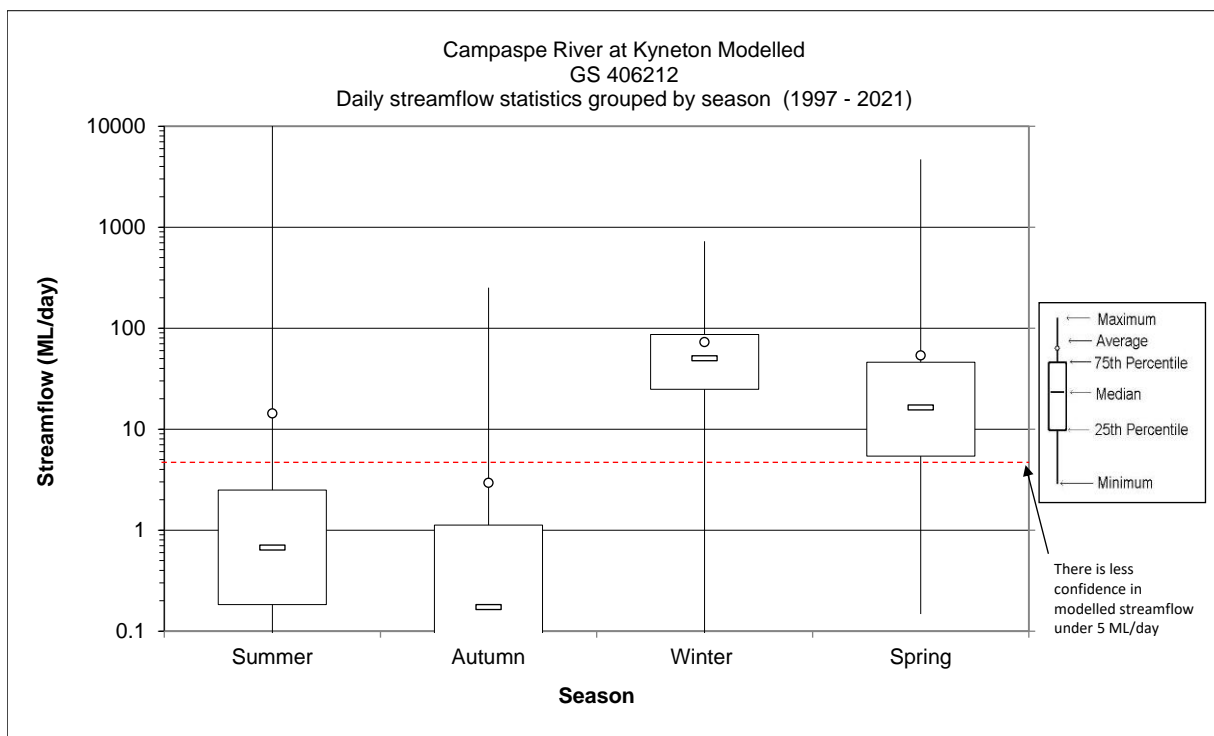 Campaspe River at Kyneton Modelled
GS 406212
Daily streamflow statistics grouped by season (1997 - 2021)
Streamflow (ML/day)
10000
1000
100
10
1
0.1
Summer
Autumn
Winter
Spring
Season
Maximum
Average
75th Percentile
Median
25th Percentile
Minimum
There is less
confidence in
modelled streamflow
under 5 ML/day